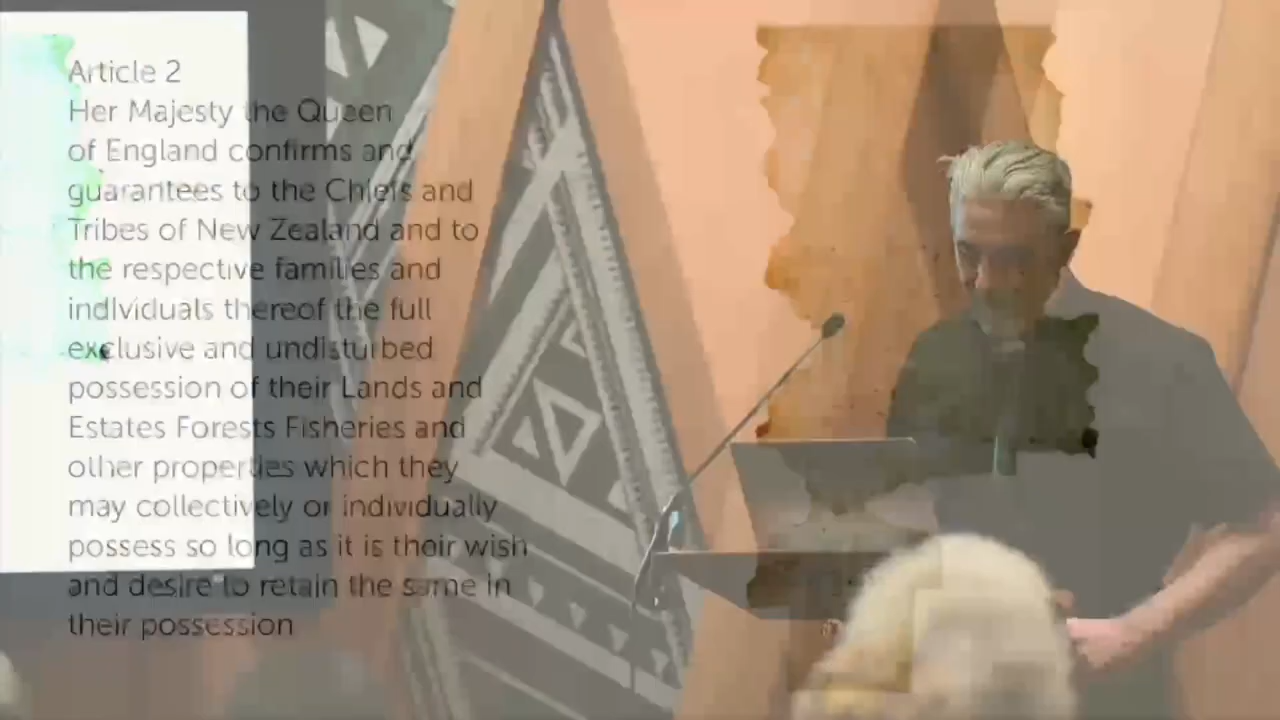 Article 2
Her Majesty the Queen
of England confirms and
guarantees to the Chiefs and
Tribes of New Zealand and to
the respective families and
individuals thereof the full
exclusive and undisturbed
possession of their Lands and
Estates Forests Fisheries and
other properties which they
may collectively or individually
possess so long as it is their wish
and desire to retain the same in
their possession